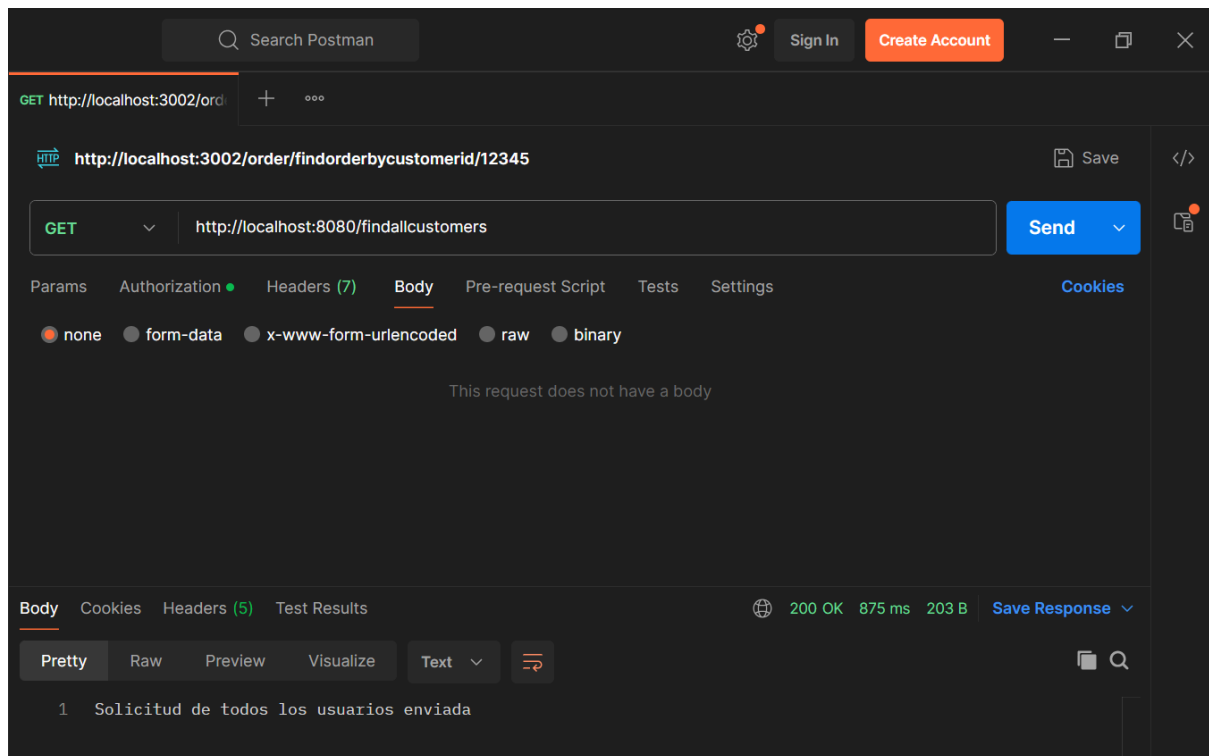 Search Postman
Sign In
Create Account
GET http://localhost:3002/ord
HTTP http://localhost:3002/order/findorderbycustomerid/12345
Save
</>
GET
http://localhost:8080/findallcustomers
Send
Params Authorization Headers (7) Body Pre-request Script Tests Settings Cookies
none form-data x-www-form-urlencoded raw binary
This request does not have a body
Body Cookies Headers (5) Test Results 200 OK 875 ms 203 B Save Response
Pretty Raw Preview Visualize Text
1 Solicitud de todos los usuarios enviada